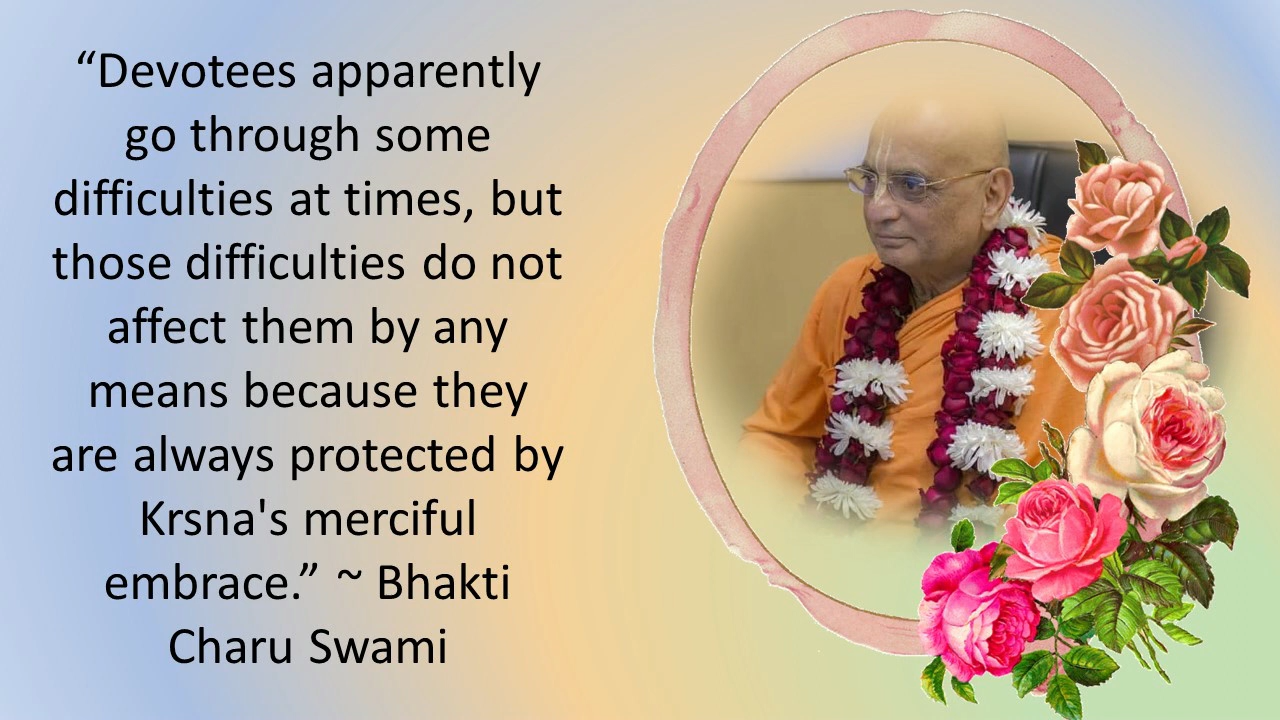 “Devotees apparently
go through some
difficulties at times, but
those difficulties do not
affect them by any
means because they
are always protected by
Krsna's merciful
embrace.” ~ Bhakti
Charu Swami